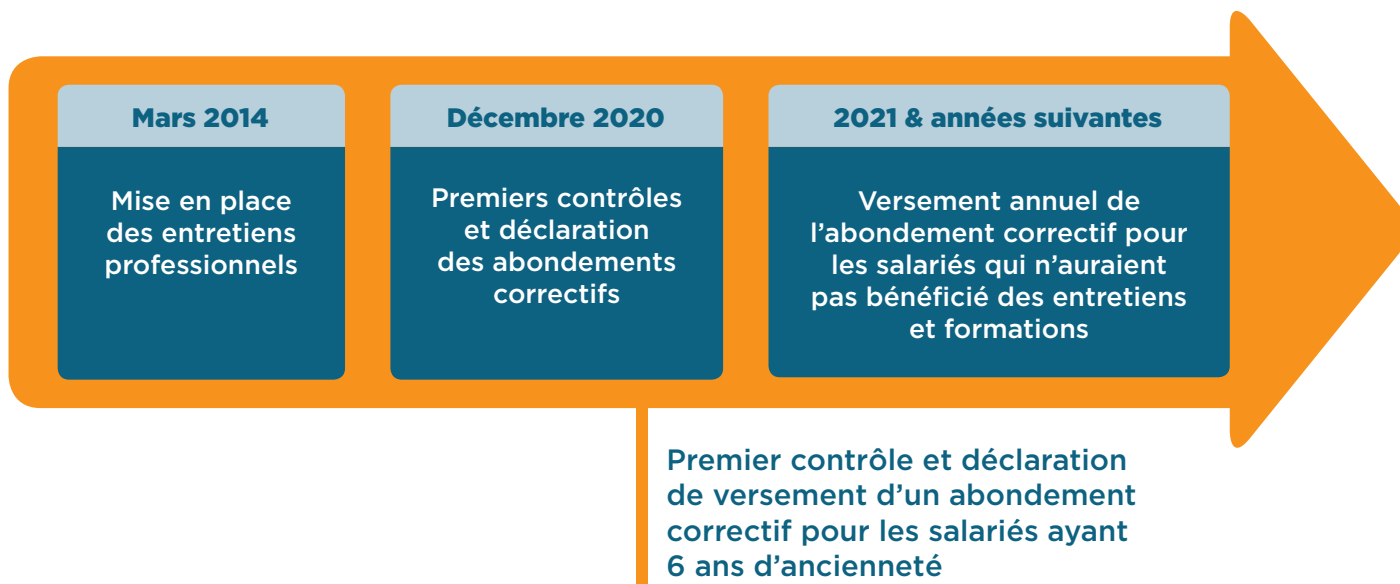 Mars 2014
Mise en place
des entretiens
professionnels
Décembre 2020
Premiers contrôles
et déclaration
des abondements
correctifs
2021 & années suivantes
Versement annuel de
l’abondement correctif pour
les salariés qui n’auraient
pas bénéficié des entretiens
et formations
Premier contrôle et déclaration
de versement d’un abondement
correctif pour les salariés ayant
6 ans d’ancienneté